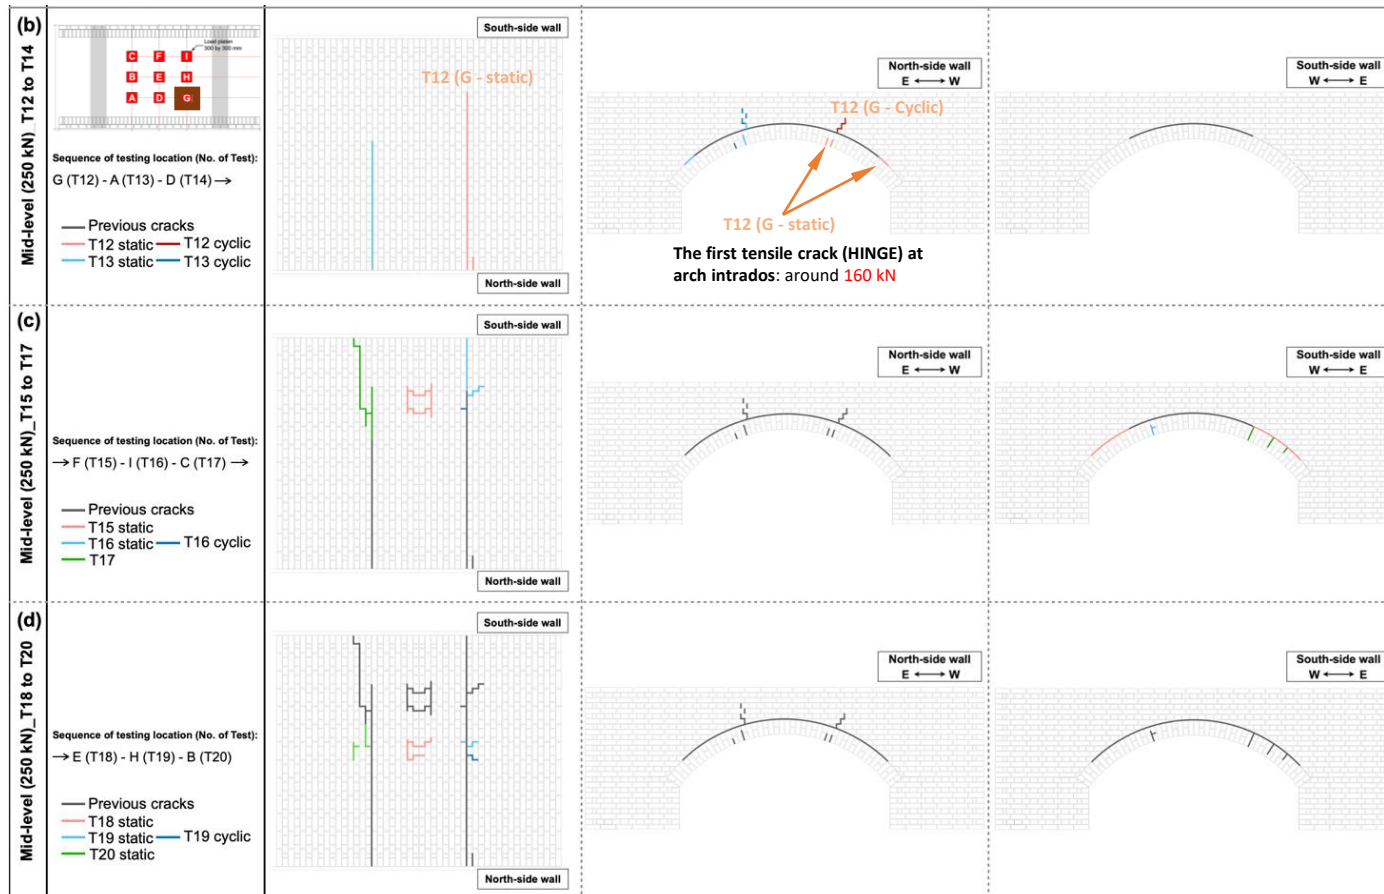 (b)
Mid-level (250 kN)_T12 to T14
Load platen
300 by 300 mm
C F I
B E H
A D G
Sequence of testing location (No. of Test):
G (T12) - A (T13) - D (T14) →
Previous cracks
T12 static T12 cyclic
T13 static T13 cyclic
South-side wall
T12 (G - static)
North-side wall
North-side wall
E ⟷ W
T12 (G - Cyclic)
T12 (G - static)
The first tensile crack (HINGE) at
arch intrados: around 160 kN
South-side wall
W ⟷ E
(c)
Mid-level (250 kN)_T15 to T17
Sequence of testing location (No. of Test):
→ F (T15) - I (T16) - C (T17) →
Previous cracks
T15 static
T16 static T16 cyclic
T17
South-side wall
North-side wall
North-side wall
E ⟷ W
South-side wall
W ⟷ E
(d)
Mid-level (250 kN)_T18 to T20
Sequence of testing location (No. of Test):
→ E (T18) - H (T19) - B (T20)
Previous cracks
T18 static
T19 static T19 cyclic
T20 static
South-side wall
North-side wall
North-side wall
E ⟷ W
South-side wall
W ⟷ E